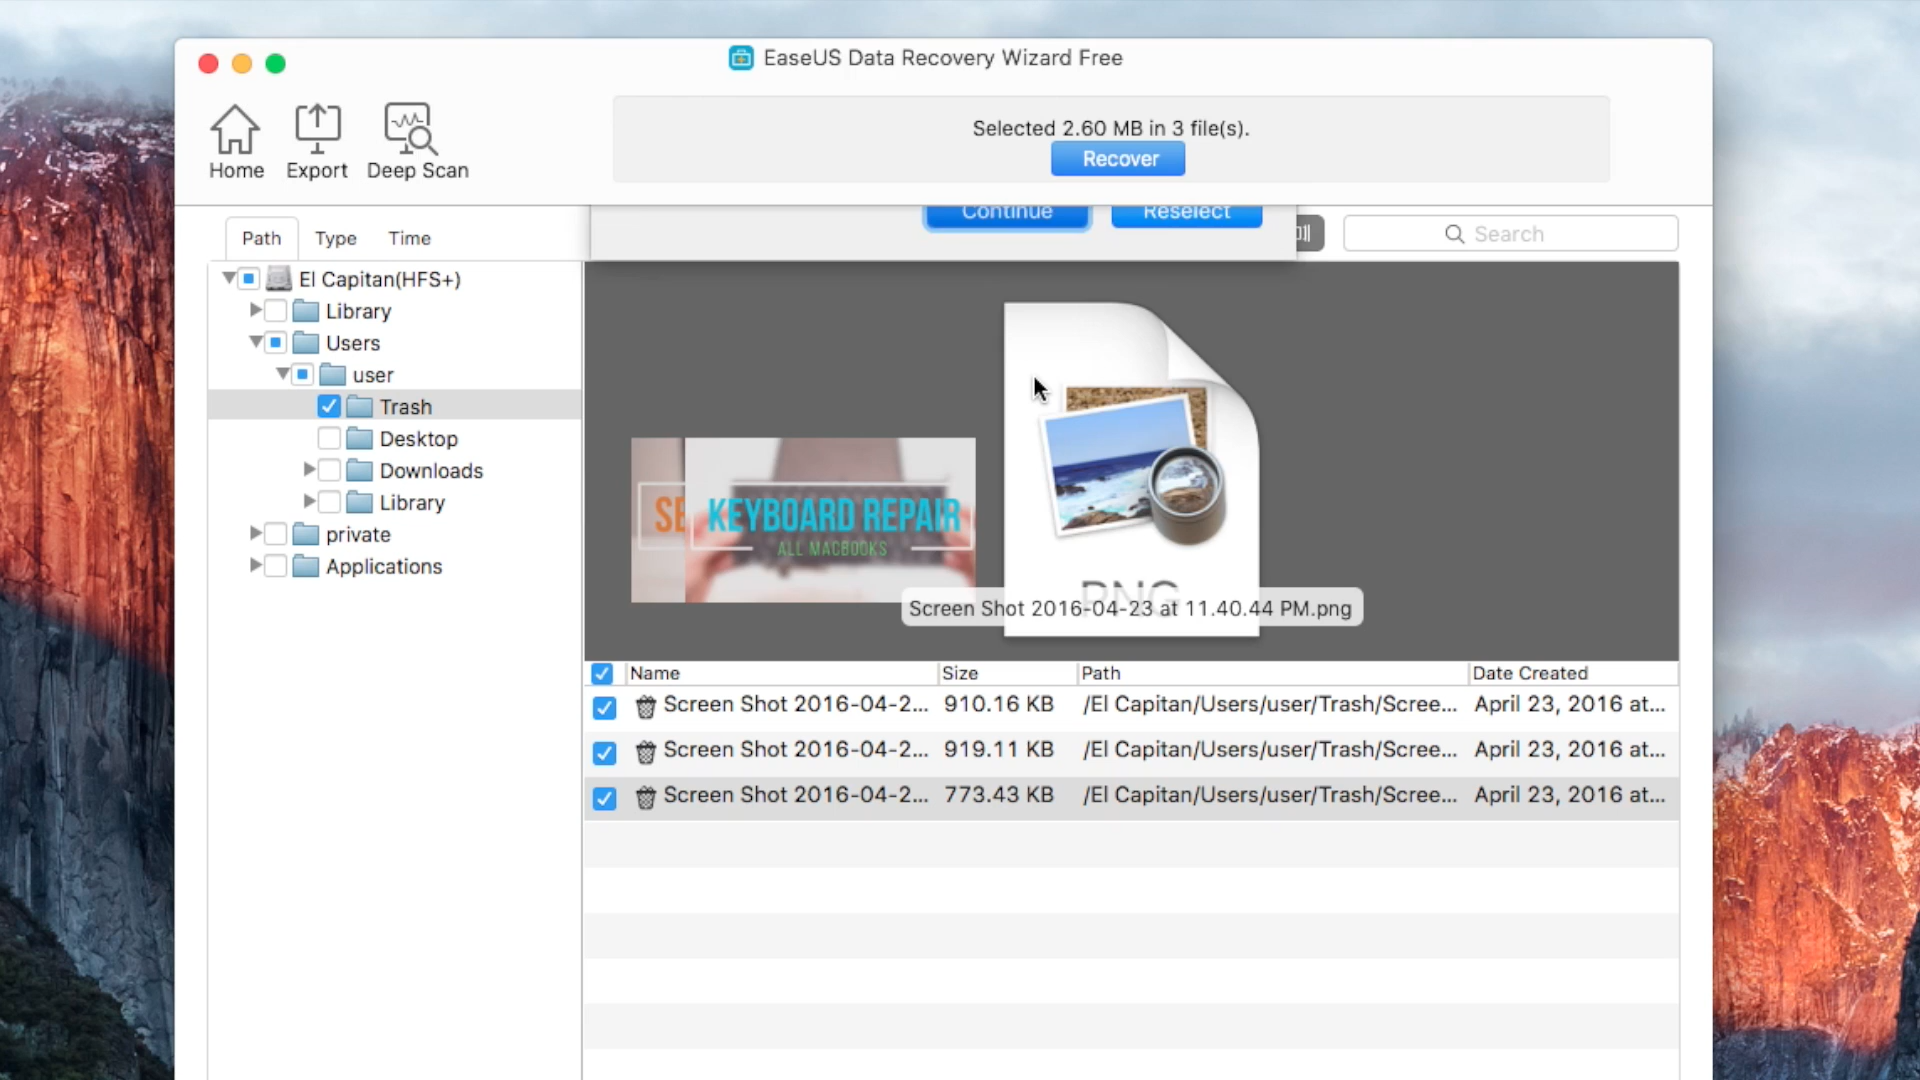 EaseUS Data Recovery Wizard Free
Home
Export
Deep Scan
Selected 2.60 MB in 3 file(s).
Recover
Continue
Reselect
Path
Type
Time
Search
El Capitan(HFS+)
Library
Users
user
Trash
Desktop
Downloads
Library
private
Applications
SE
KEYBOARD REPAIR
ALL MACBOOKS
PNG
Screen Shot 2016-04-23 at 11.40.44 PM.png
Name Size Path Date Created
Screen Shot 2016-04-2... 910.16 KB /El Capitan/Users/user/Trash/Scree... April 23, 2016 at...
Screen Shot 2016-04-2... 919.11 KB /El Capitan/Users/user/Trash/Scree... April 23, 2016 at...
Screen Shot 2016-04-2... 773.43 KB /El Capitan/Users/user/Trash/Scree... April 23, 2016 at...